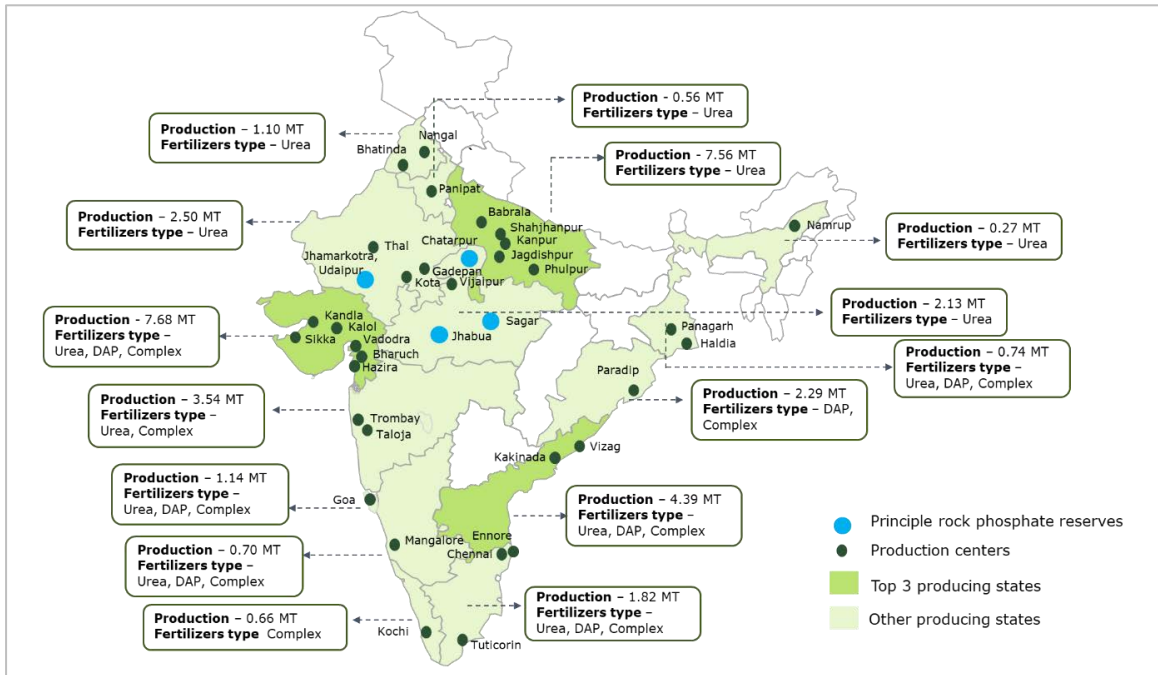 Production - 0.56 MT
Fertilizers type – Urea
Production – 1.10 MT
Fertilizers type – Urea
Nangal
Bhatinda
Production - 7.56 MT
Fertilizers type – Urea
Panipat
Production – 2.50 MT
Fertilizers type – Urea
Babrala
Shahjhanpur
Kanpur
Jagdishpur
Phulpur
Namrup
Production – 0.27 MT
Fertilizers type – Urea
Thal
Chatarpur
Jhamarkotra,
Udaipur
Gadepan
Kota
Vijalpur
Production - 2.13 MT
Fertilizers type – Urea
Production – 7.68 MT
Fertilizers type –
Urea, DAP, Complex
Kandla
Kalol
Sikka
Vadodra
Bharuch
Hazira
Sagar
Jhabua
Panagarh
Haldia
Production – 0.74 MT
Fertilizers type –
Urea, DAP, Complex
Paradip
Production – 2.29 MT
Fertilizers type – DAP,
Complex
Production – 3.54 MT
Fertilizers type –
Urea, Complex
Trombay
Taloja
Vizag
Kakinada
Production – 1.14 MT
Fertilizers type –
Urea, DAP, Complex
Goa
Production – 4.39 MT
Fertilizers type –
Urea, DAP, Complex
Production – 0.70 MT
Fertilizers type –
Urea, DAP, Complex
Mangalore
Ennore
Chennai
Production – 0.66 MT
Fertilizers type Complex
Kochi
Tuticorin
Production – 1.82 MT
Fertilizers type –
Urea, DAP, Complex
Principle rock phosphate reserves
Production centers
Top 3 producing states
Other producing states